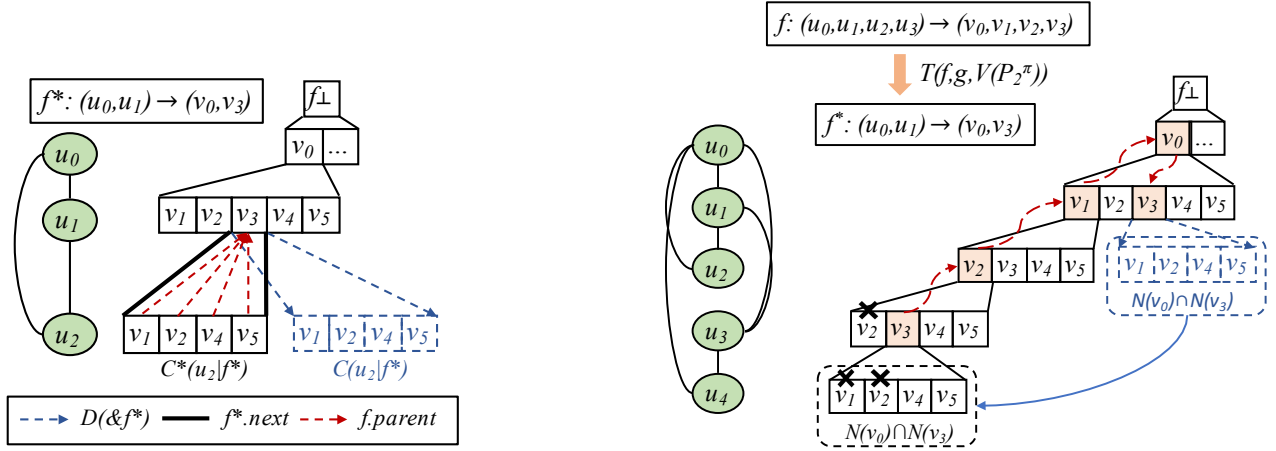 f*: (u0,u1) → (v0,v3)
f⊥
v0 ...
u0
u1
u2
v1 v2 v3 v4 v5
v1 v2 v4 v5
C*(u2|f*)
v1 v2 v4 v5
C(u2|f*)
D(&f*) f*.next f.parent
f: (u0,u1,u2,u3) → (v0,v1,v2,v3)
T(f,g,V(P2π))
f*: (u0,u1) → (v0,v3)
f⊥
v0 ...
u0
u1
u2
u3
u4
v1 v2 v3 v4 v5
v2 v3 v4 v5
v1 v2 v4 v5
N(v0)∩N(v3)
v2 v3 v4 v5
v1 v2 v4 v5
N(v0)∩N(v3)